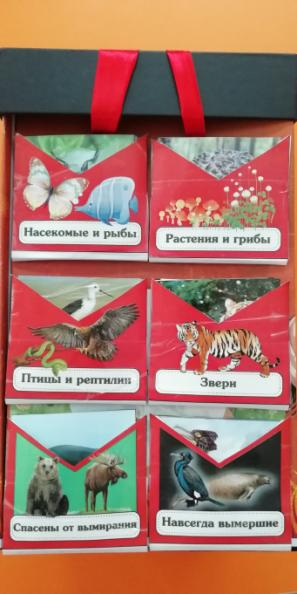 Насекомые и рыбы
Растения и грибы
Птицы и рептилии
Звери
Спасены от вымирания
Навсегда вымершие